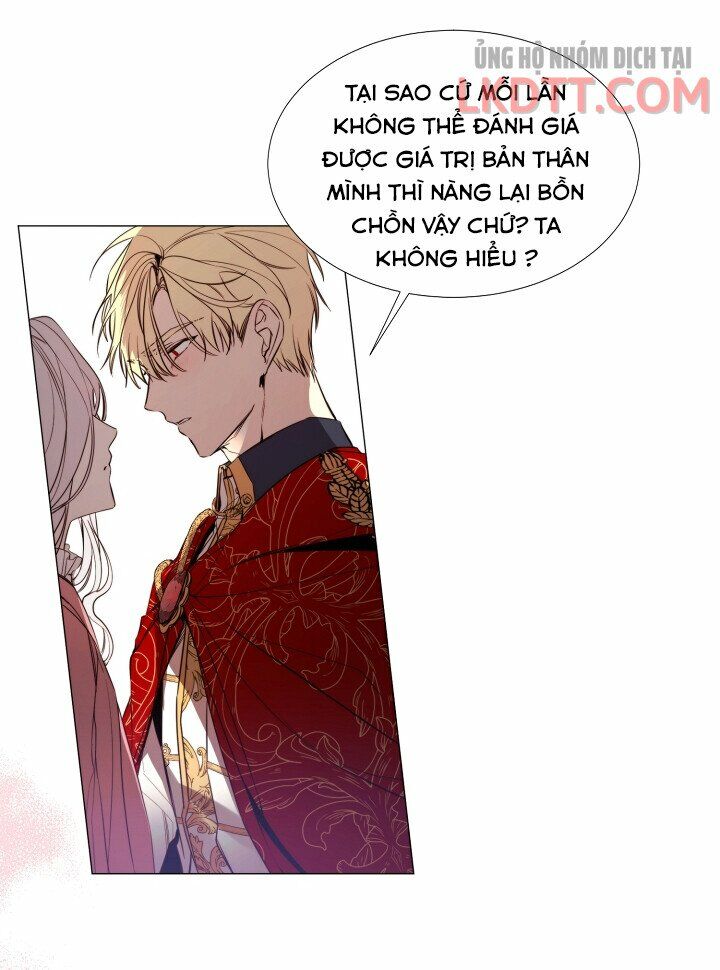 ỦNG HỘ NHÓM DỊCH TẠI
LKDTT.COM
TẠI SAO CỨ MỖI LẦN
KHÔNG THỂ ĐÁNH GIÁ
ĐƯỢC GIÁ TRỊ BẢN THÂN
MÌNH THÌ NÀNG LẠI BỒN
CHỒN VẬY CHỨ? TA
KHÔNG HIỂU ?